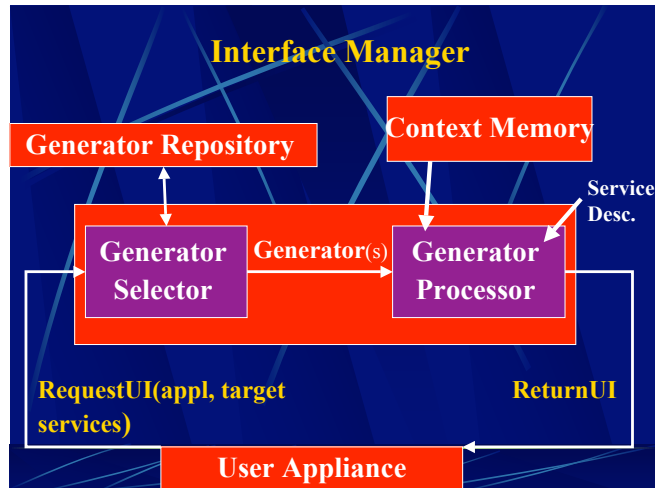 Interface Manager
Context Memory
Generator Repository
Service
Desc.
Generator
Selector
Generator(s)
Generator
Processor
RequestUI(appl, target
services)
ReturnUI
User Appliance